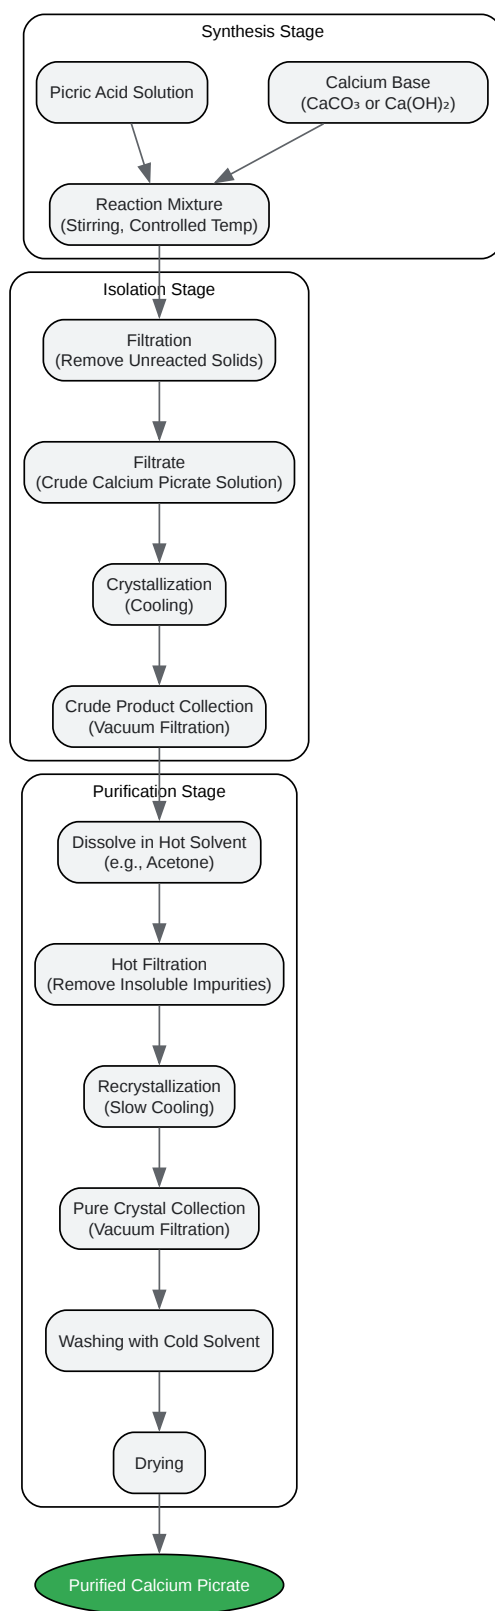 Synthesis Stage
Picric Acid Solution
Calcium Base
(CaCO₃ or Ca(OH)₂)
Reaction Mixture
(Stirring, Controlled Temp)
Isolation Stage
Filtration
(Remove Unreacted Solids)
Filtrate
(Crude Calcium Picrate Solution)
Crystallization
(Cooling)
Crude Product Collection
(Vacuum Filtration)
Purification Stage
Dissolve in Hot Solvent
(e.g., Acetone)
Hot Filtration
(Remove Insoluble Impurities)
Recrystallization
(Slow Cooling)
Pure Crystal Collection
(Vacuum Filtration)
Washing with Cold Solvent
Drying
Purified Calcium Picrate